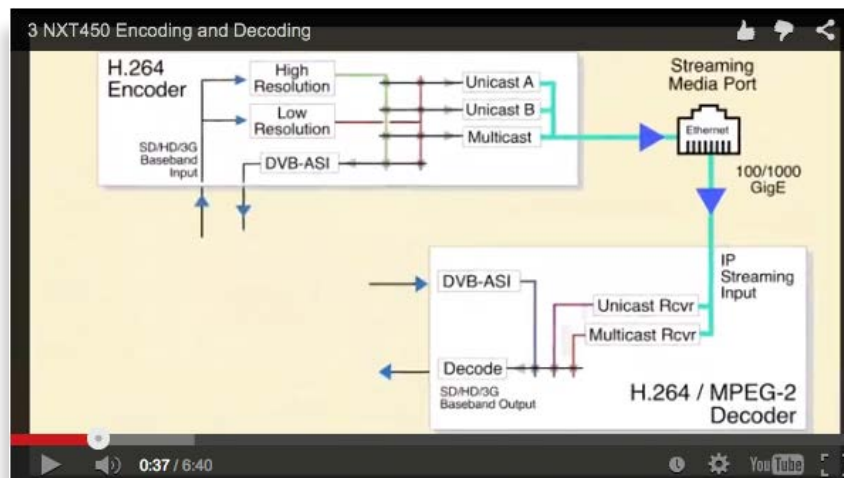 3 NXT450 Encoding and Decoding
H.264
Encoder
High
Resolution
Low
Resolution
SD/HD/3G
Baseband
Input
DVB-ASI
Unicast A
Unicast B
Multicast
Streaming
Media Port
Ethernet
100/1000
GigE
IP
Streaming
Input
DVB-ASI
Unicast Rcvr
Multicast Rcvr
Decode
SD/HD/3G
Baseband Output
H.264 / MPEG-2
Decoder
0:37 / 6:40
YouTube